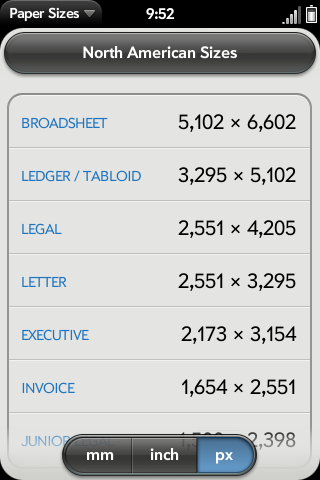 Paper Sizes 9:52
North American Sizes
BROADSHEET 5,102 × 6,602
LEDGER / TABLOID 3,295 × 5,102
LEGAL 2,551 × 4,205
LETTER 2,551 × 3,295
EXECUTIVE 2,173 × 3,154
INVOICE 1,654 × 2,551
JUNIOR 2,398
mm inch px